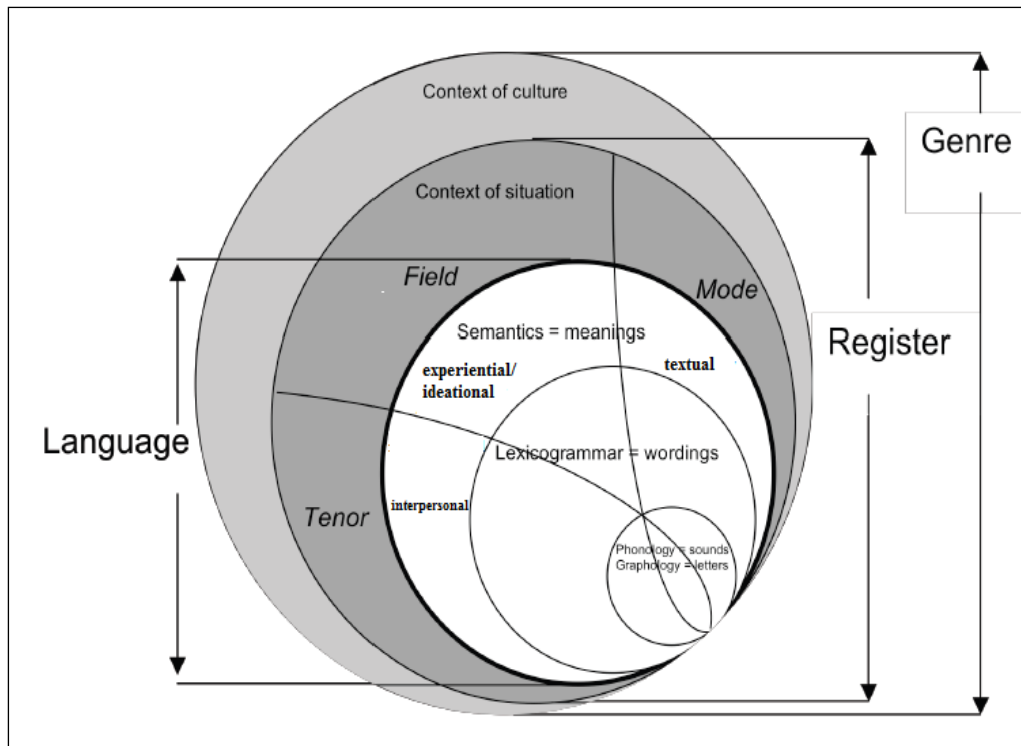 Context of culture
Genre
Context of situation
Field
Mode
Semantics = meanings
Register
experiential/
ideational
textual
Language
Lexicogrammar = wordings
interpersonal
Tenor
Phonology = sounds
Graphology = letters